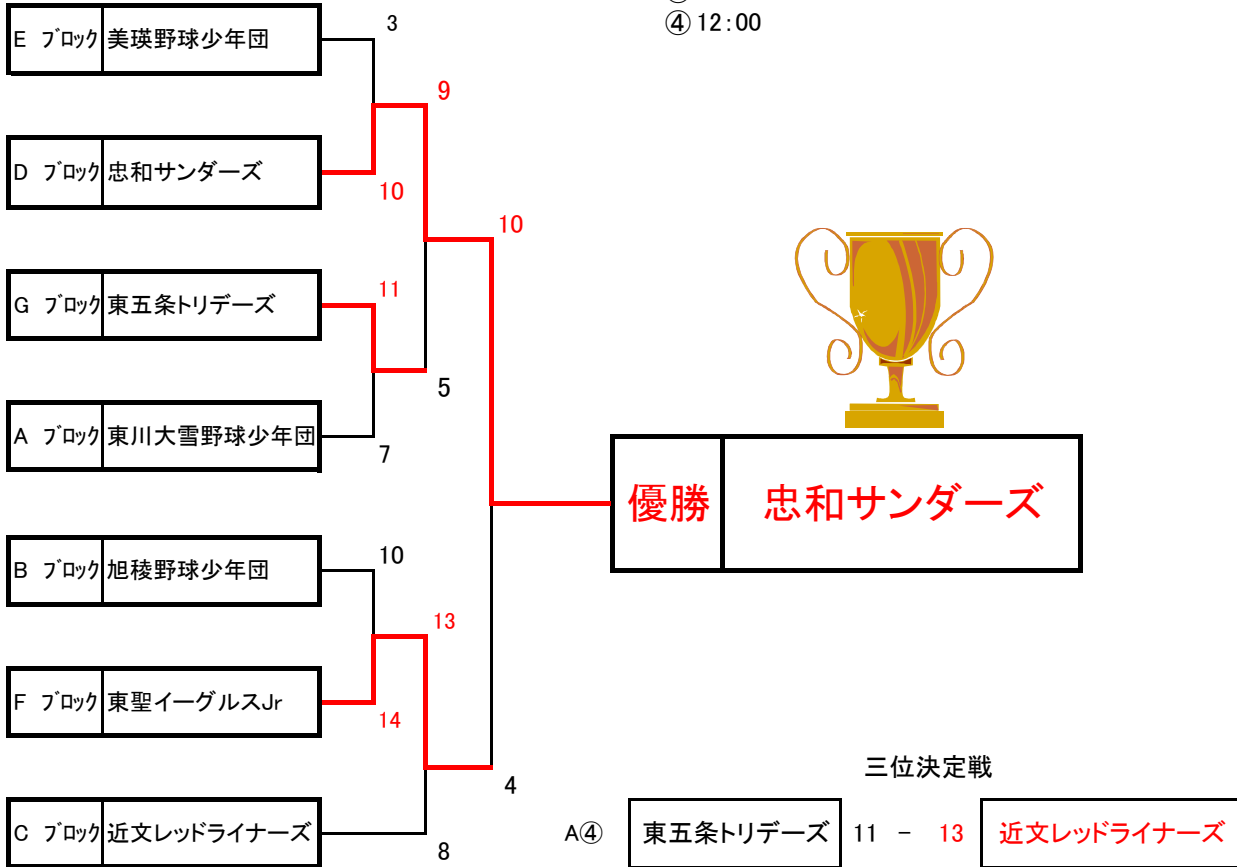 ④ 12:00
3
E ブロック 美瑛野球少年団
9
D ブロック 忠和サンダーズ
10
10
11
G ブロック 東五条トリデーズ
5
A ブロック 東川大雪野球少年団
7
優勝 忠和サンダーズ
B ブロック 旭稜野球少年団
10
13
F ブロック 東聖イーグルスJr
14
三位決定戦
4
C ブロック 近文レッドライナーズ
8
A④ 東五条トリデーズ 11 - 13 近文レッドライナーズ